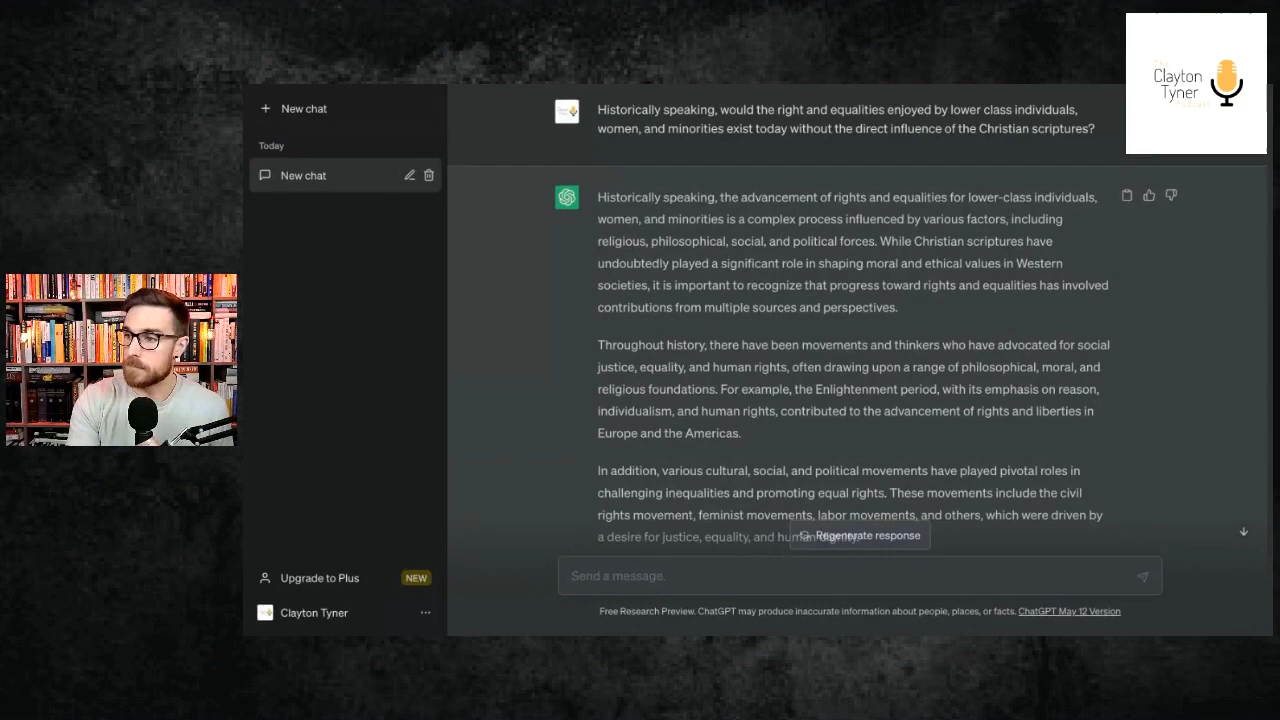 The
Clayton
Tyner
Podcast
New chat
Today
New chat
Upgrade to Plus
NEW
Clayton Tyner
Historically speaking, would the right and equalities enjoyed by lower class individuals,
women, and minorities exist today without the direct influence of the Christian scriptures?
Historically speaking, the advancement of rights and equalities for lower-class individuals,
women, and minorities is a complex process influenced by various factors, including
religious, philosophical, social, and political forces. While Christian scriptures have
undoubtedly played a significant role in shaping moral and ethical values in Western
societies, it is important to recognize that progress toward rights and equalities has involved
contributions from multiple sources and perspectives.
Throughout history, there have been movements and thinkers who have advocated for social
justice, equality, and human rights, often drawing upon a range of philosophical, moral, and
religious foundations. For example, the Enlightenment period, with its emphasis on reason,
individualism, and human rights, contributed to the advancement of rights and liberties in
Europe and the Americas.
In addition, various cultural, social, and political movements have played pivotal roles in
challenging inequalities and promoting equal rights. These movements include the civil
rights movement, feminist movements, labor movements, and others, which were driven by
a desire for justice, equality, and human dignity.
Regenerate response
Send a message.
Free Research Preview. ChatGPT may produce inaccurate information about people, places, or facts. ChatGPT May 12 Version